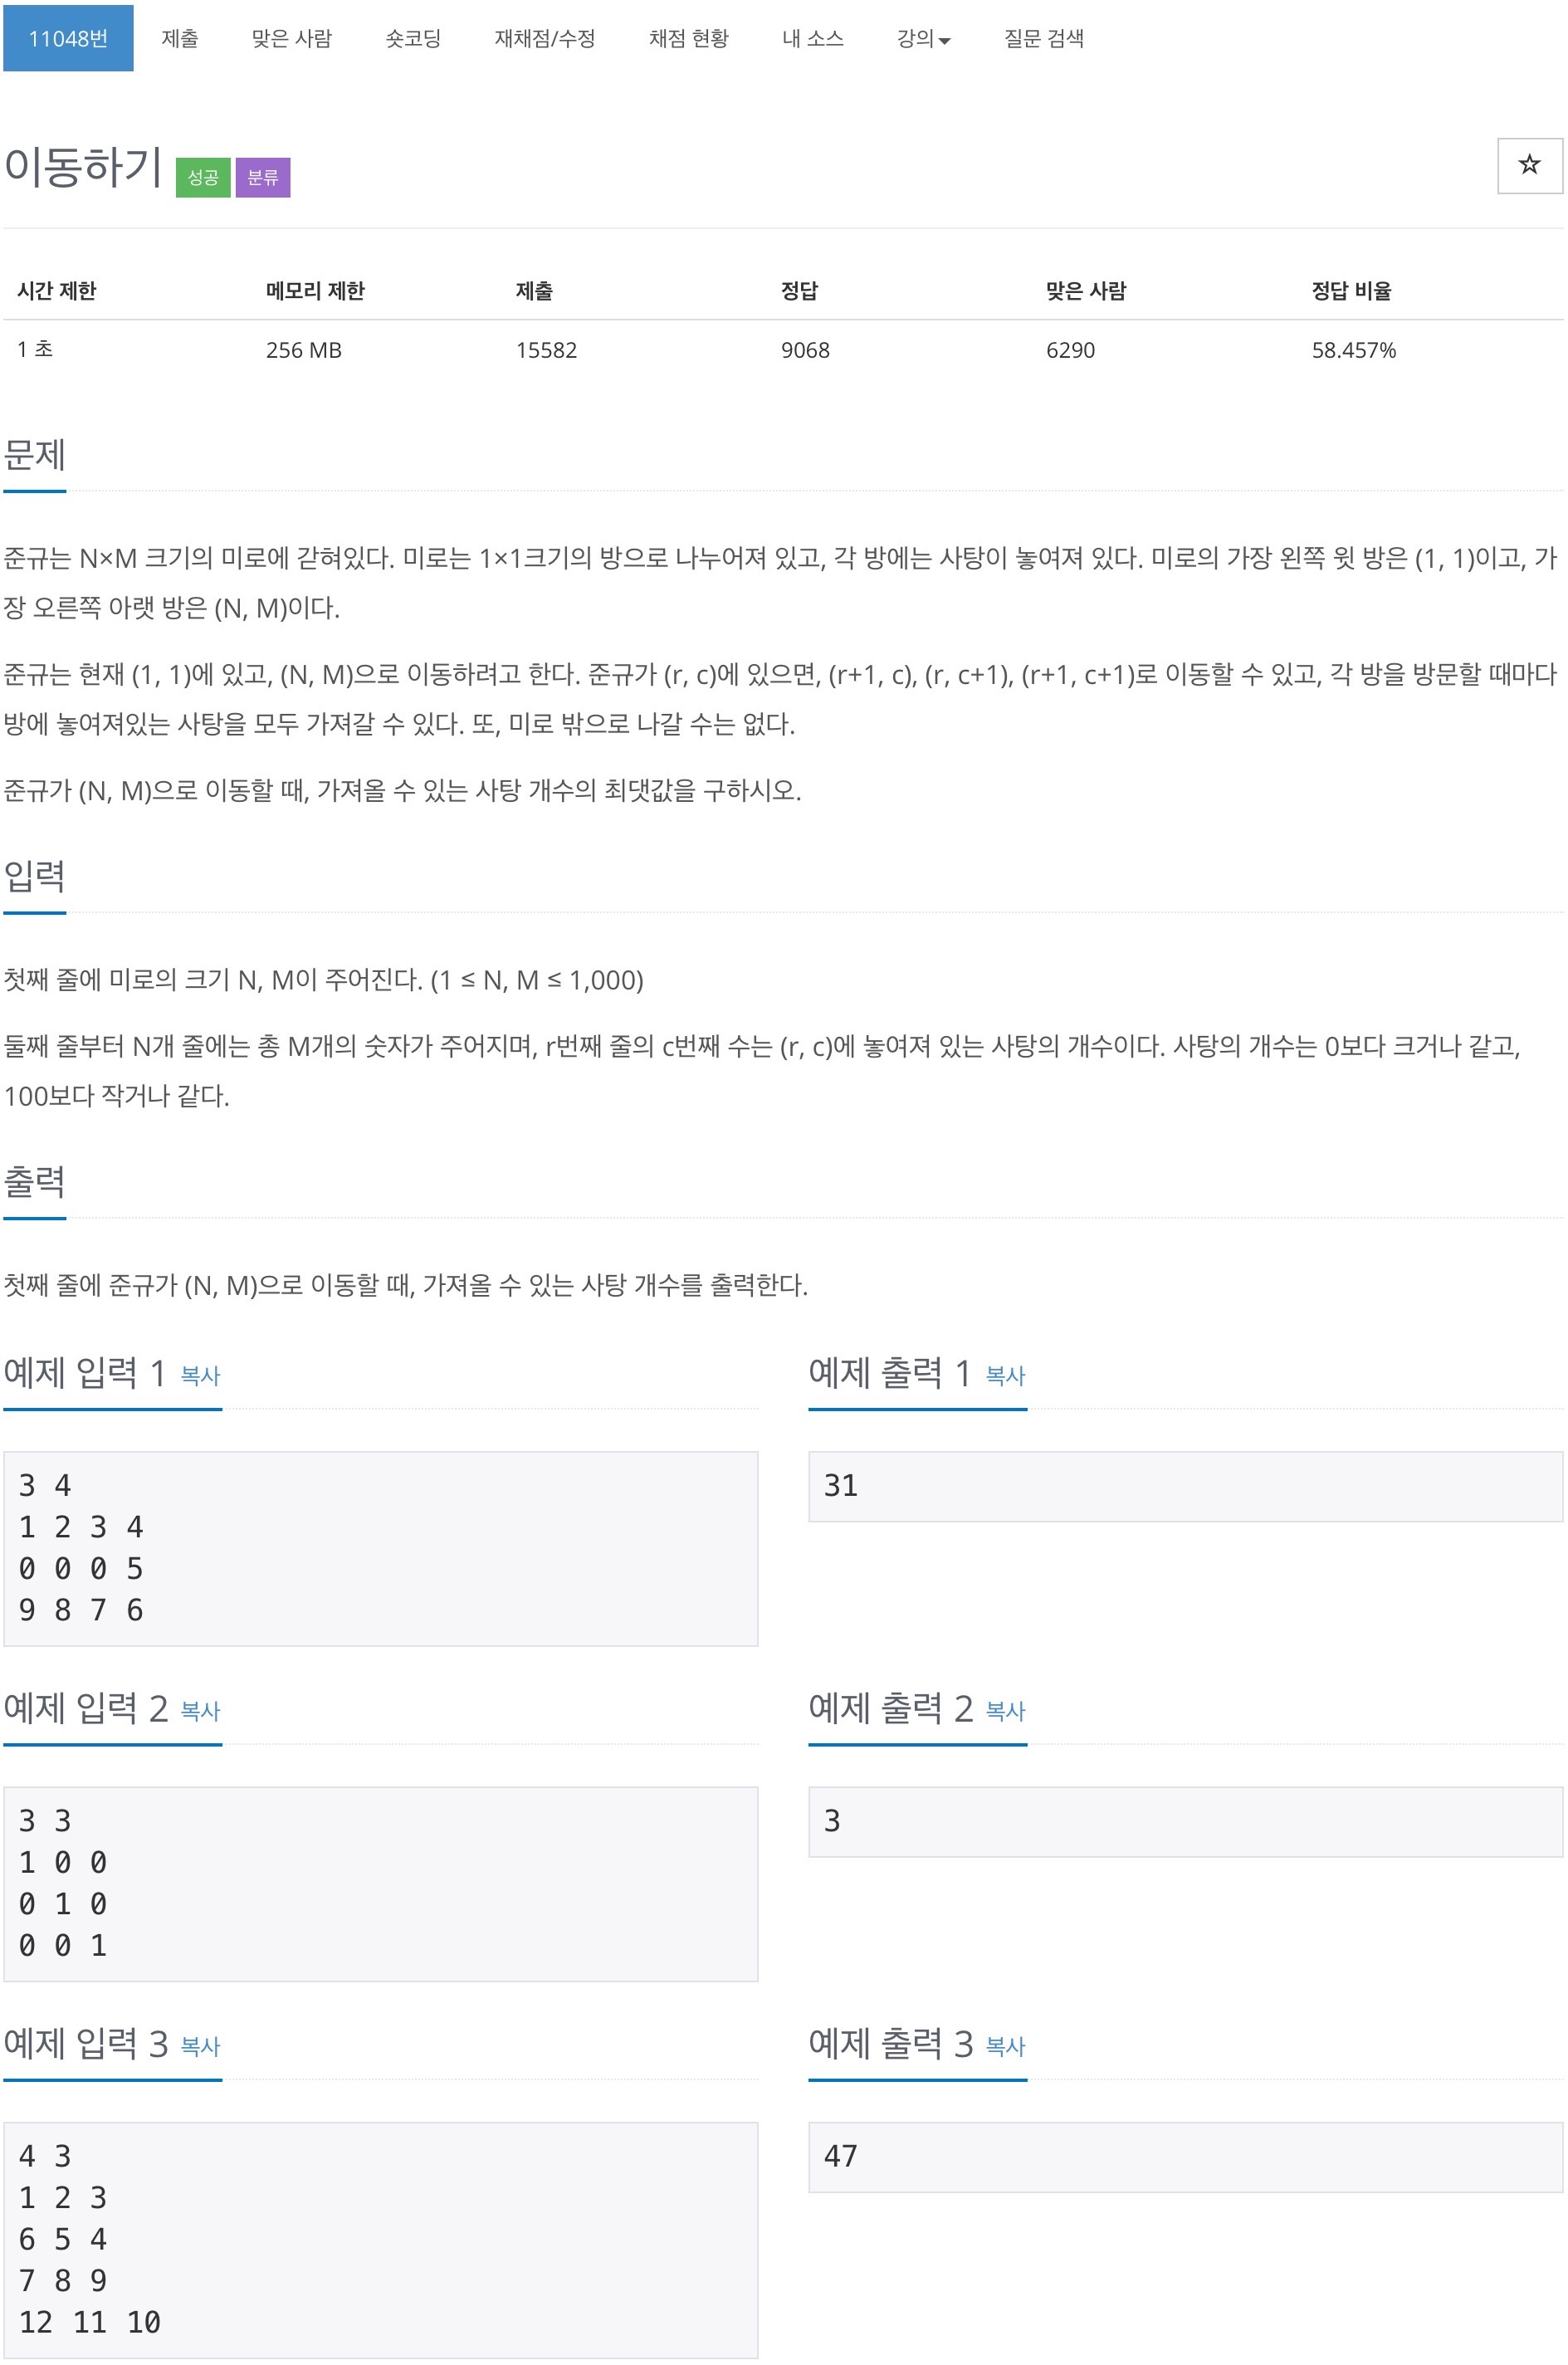 11048번 제출 맞은 사람 숏코딩 재채점/수정 채점 현황 내 소스 강의 질문 검색
이동하기 성공 분류
시간 제한 메모리 제한 제출 정답 맞은 사람 정답 비율
1 초 256 MB 15582 9068 6290 58.457%
문제
준규는 N×M 크기의 미로에 갇혀있다. 미로는 1×1크기의 방으로 나누어져 있고, 각 방에는 사탕이 놓여져 있다. 미로의 가장 왼쪽 윗 방은 (1, 1)이고, 가
장 오른쪽 아랫 방은 (N, M)이다.
준규는 현재 (1, 1)에 있고, (N, M)으로 이동하려고 한다. 준규가 (r, c)에 있으면, (r+1, c), (r, c+1), (r+1, c+1)로 이동할 수 있고, 각 방을 방문할 때마다
방에 놓여져있는 사탕을 모두 가져갈 수 있다. 또, 미로 밖으로 나갈 수는 없다.
준규가 (N, M)으로 이동할 때, 가져올 수 있는 사탕 개수의 최댓값을 구하시오.
입력
첫째 줄에 미로의 크기 N, M이 주어진다. (1 ≤ N, M ≤ 1,000)
둘째 줄부터 N개 줄에는 총 M개의 숫자가 주어지며, r번째 줄의 c번째 수는 (r, c)에 놓여져 있는 사탕의 개수이다. 사탕의 개수는 0보다 크거나 같고,
100보다 작거나 같다.
출력
첫째 줄에 준규가 (N, M)으로 이동할 때, 가져올 수 있는 사탕 개수를 출력한다.
예제 입력 1 복사
3 4
1 2 3 4
0 0 0 5
9 8 7 6
예제 출력 1 복사
31
예제 입력 2 복사
3 3
1 0 0
0 1 0
0 0 1
예제 출력 2 복사
3
예제 입력 3 복사
4 3
1 2 3
6 5 4
7 8 9
12 11 10
예제 출력 3 복사
47